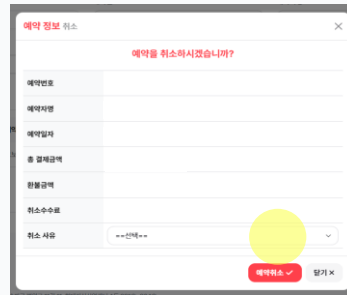 예약 정보 취소
예약을 취소하시겠습니까?
예약번호
예약자명
예약일자
총 결제금액
환불금액
취소수수료
취소 사유 ==선택==
예약취소 ✓ 닫기 ×